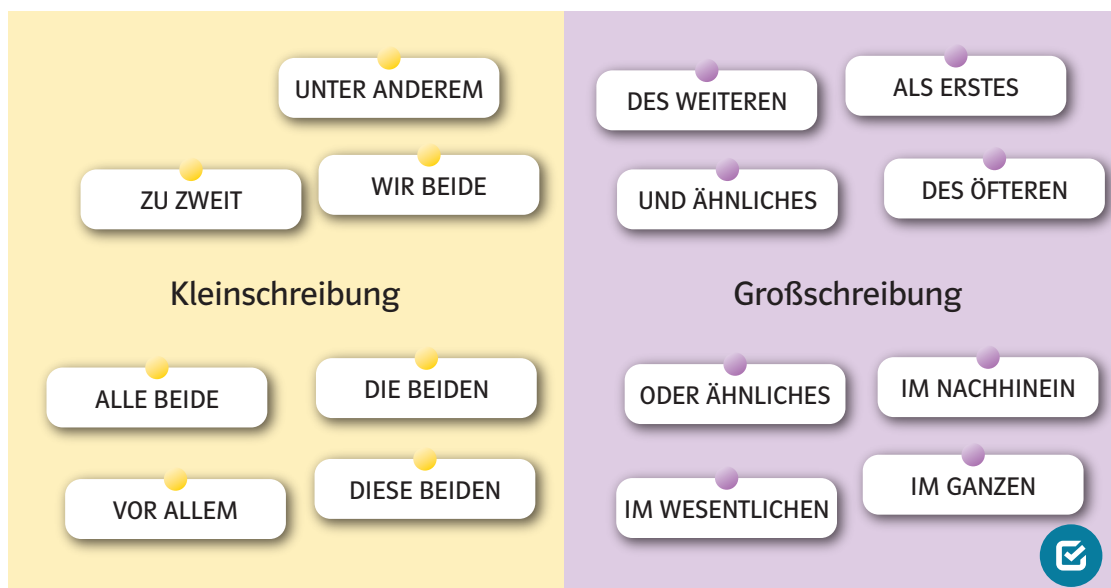 UNTER ANDEREM
ZU ZWEIT
WIR BEIDE
Kleinschreibung
ALLE BEIDE
DIE BEIDEN
VOR ALLEM
DIESE BEIDEN
DES WEITEREN
ALS ERSTES
UND ÄHNLICHES
DES ÖFTEREN
Großschreibung
ODER ÄHNLICHES
IM NACHHINEIN
IM WESENTLICHEN
IM GANZEN